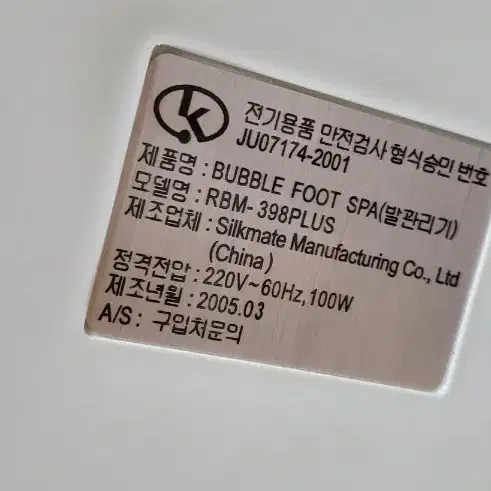 전기용품 안전검사 형식승인 번호
JU07174-2001
제품명 : BUBBLE FOOT SPA(발관리기)
모델명 : RBM-398PLUS
제조업체 : Silkmate Manufacturing Co., Ltd
(China)
정격전압 : 220V~60Hz, 100W
제조년월 : 2005.03
A/S : 구입처문의